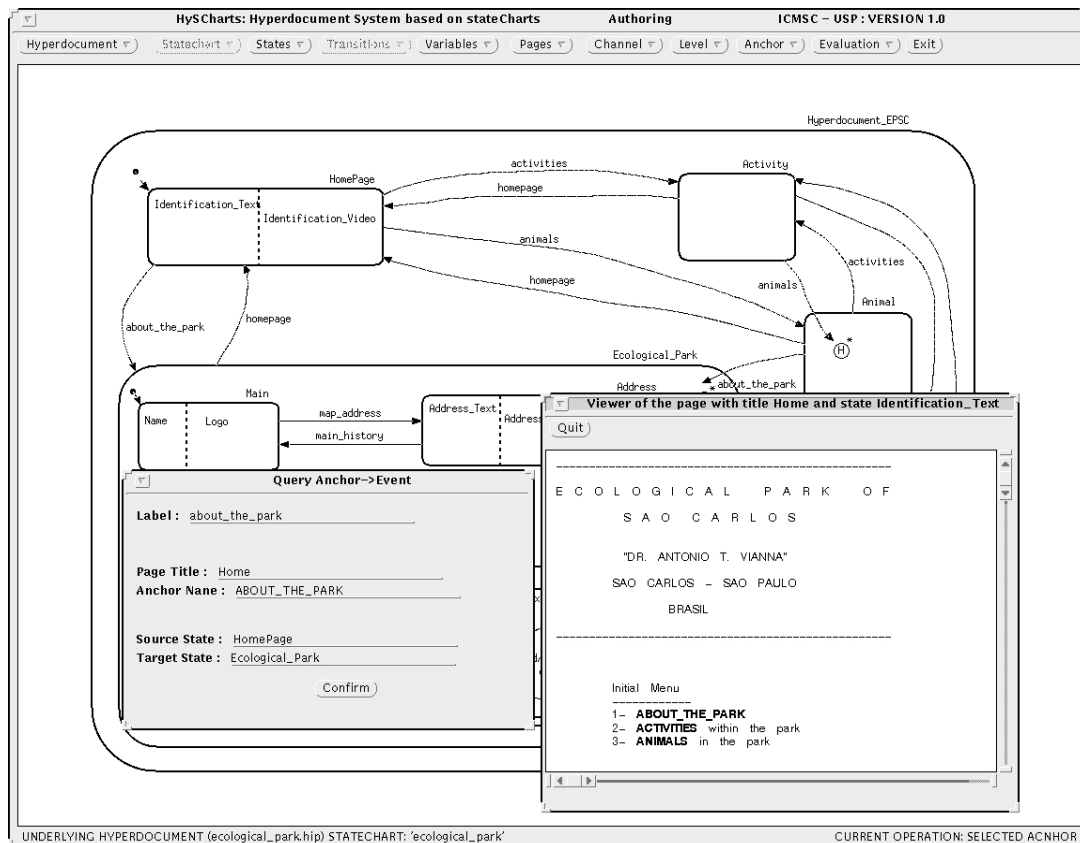 HySCharts: Hyperdocument System based on stateCharts Authoring ICMSC – USP : VERSION 1.0
Hyperdocument Statechart States Transitions Variables Pages Channel Level Anchor Evaluation Exit
Hyperdocument_EPSC
activities
Activity
HomePage
homepage
Identification_Text
Identification_Video
animals
activities
homepage
animals
Animal
about_the_park
homepage
H
*
Ecological_Park
Address
*
about_the_park
Main
Name
Logo
map_address
main_history
Address_Text
Address
Viewer of the page with title Home and state Identification_Text
Quit
E C O L O G I C A L P A R K O F
S A O C A R L O S
"DR. ANTONIO T. VIANNA"
SAO CARLOS – SAO PAULO
BRASIL
Initial Menu
1– ABOUT_THE_PARK
2– ACTIVITIES within the park
3– ANIMALS in the park
Query Anchor–>Event
Label : about_the_park
Page Title : Home
Anchor Name : ABOUT_THE_PARK
Source State : HomePage
Target State : Ecological_Park
Confirm
UNDERLYING HYPERDOCUMENT (ecological_park.hip) STATECHART: 'ecological_park' CURRENT OPERATION: SELECTED ACNHOR